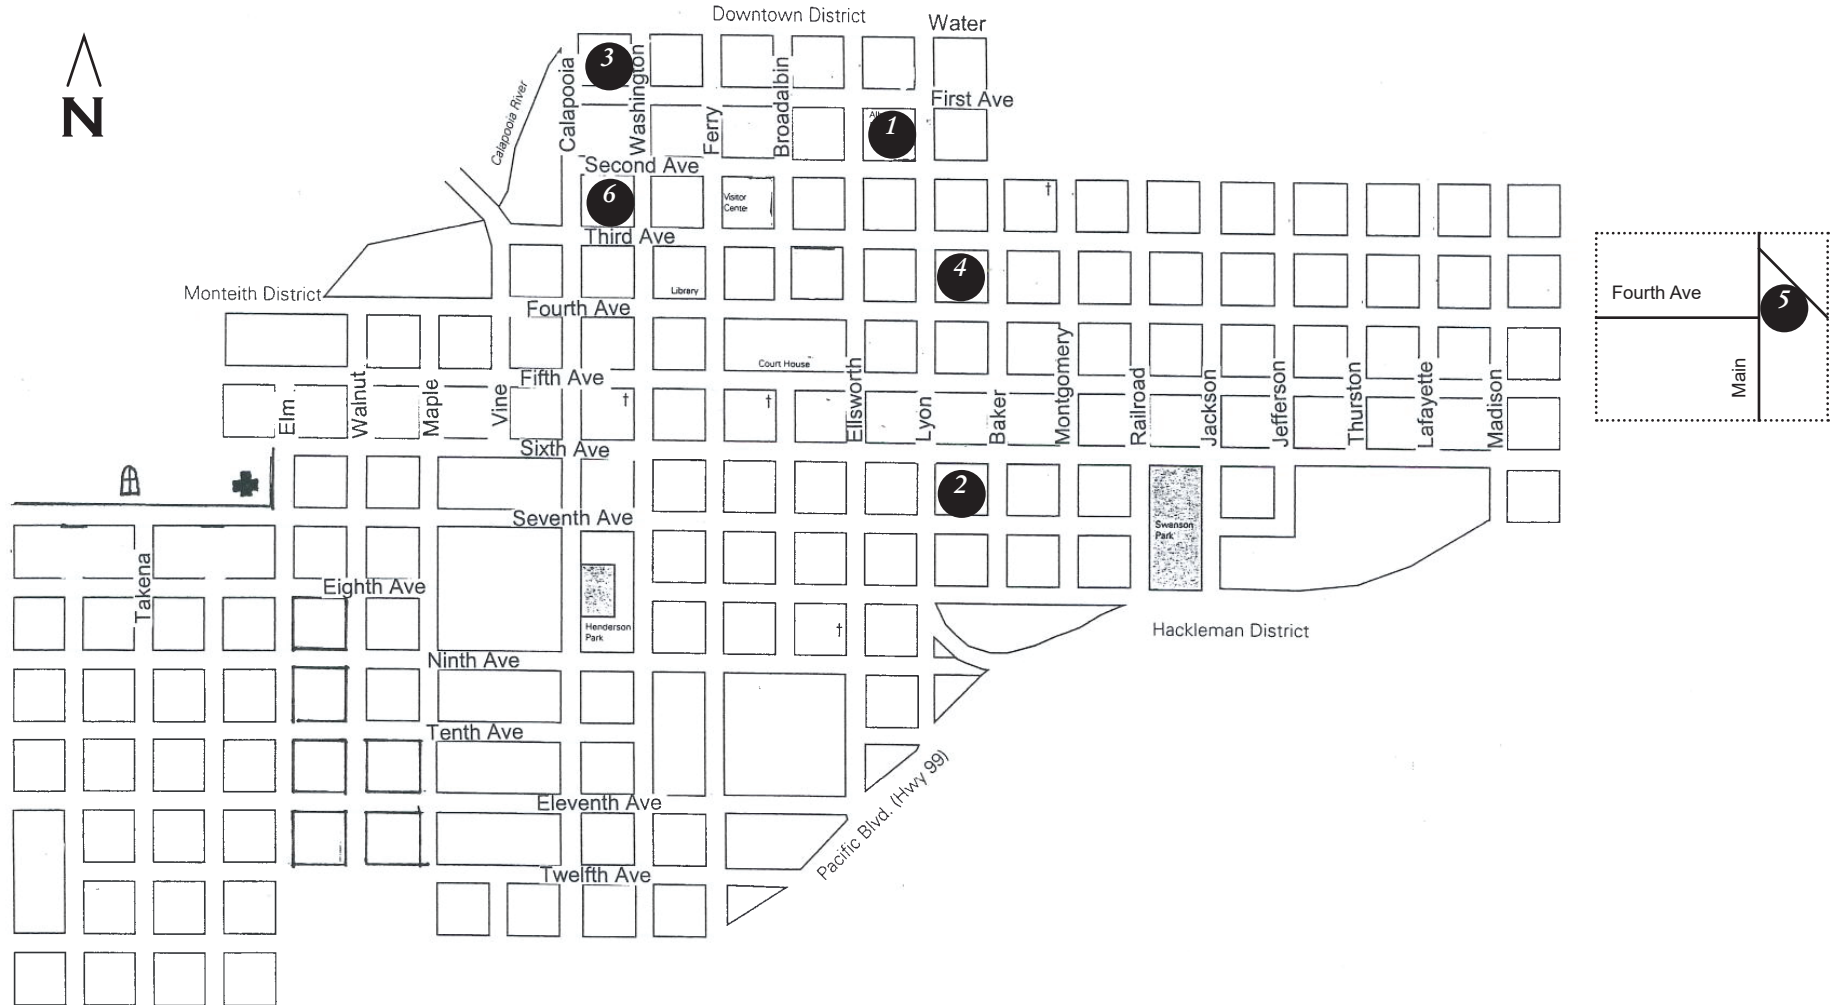 Downtown District
Water
N
3
Calapooia River
Calapooia
Washington
Ferry
Broadalbin
First Ave
1
Second Ave
6
Visitor
Cente
†
Third Ave
4
Monteith District
Library
Fourth Ave
Fourth Ave
5
Main
Court House
Fifth Ave
†
†
Elm
Walnut
Maple
Vine
Ellsworth
Lyon
Baker
Montgomery
Railroad
Jackson
Jefferson
Thurston
Lafayette
Madison
Sixth Ave
2
Seventh Ave
Swanson
Park
Takena
Eighth Ave
Henderson
Park
†
Hackleman District
Ninth Ave
Tenth Ave
Eleventh Ave
Pacific Blvd. (Hwy 99)
Twelfth Ave